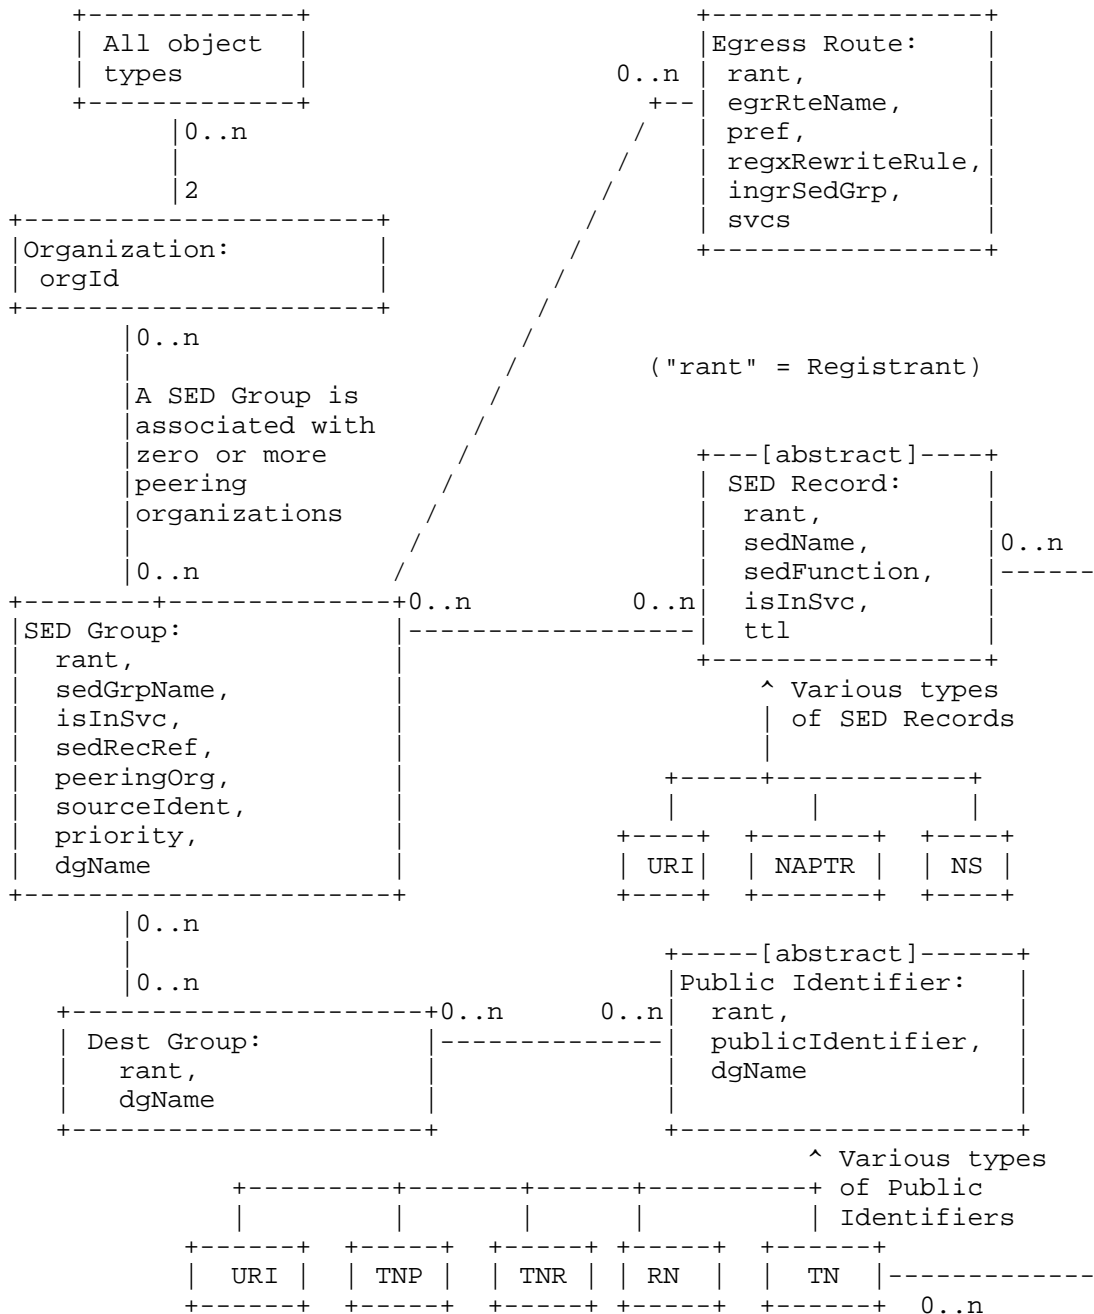 All object
types
0..n
2
Organization:
orgId
0..n
A SED Group is
associated with
zero or more
peering
organizations
0..n
Egress Route:
0..n
rant,
egrRteName,
pref,
regxRewriteRule,
ingrSedGrp,
svcs
("rant" = Registrant)
[abstract]
SED Record:
rant,
sedName,
0..n
sedFunction,
0..n
0..n
isInSvc,
ttl
SED Group:
rant,
sedGrpName,
isInSvc,
sedRecRef,
peeringOrg,
sourceIdent,
priority,
dgName
^ Various types
of SED Records
URI
NAPTR
NS
0..n
0..n
[abstract]
Public Identifier:
0..n
0..n
rant,
publicIdentifier,
dgName
Dest Group:
rant,
dgName
^ Various types
of Public
Identifiers
URI
TNP
TNR
RN
TN
0..n